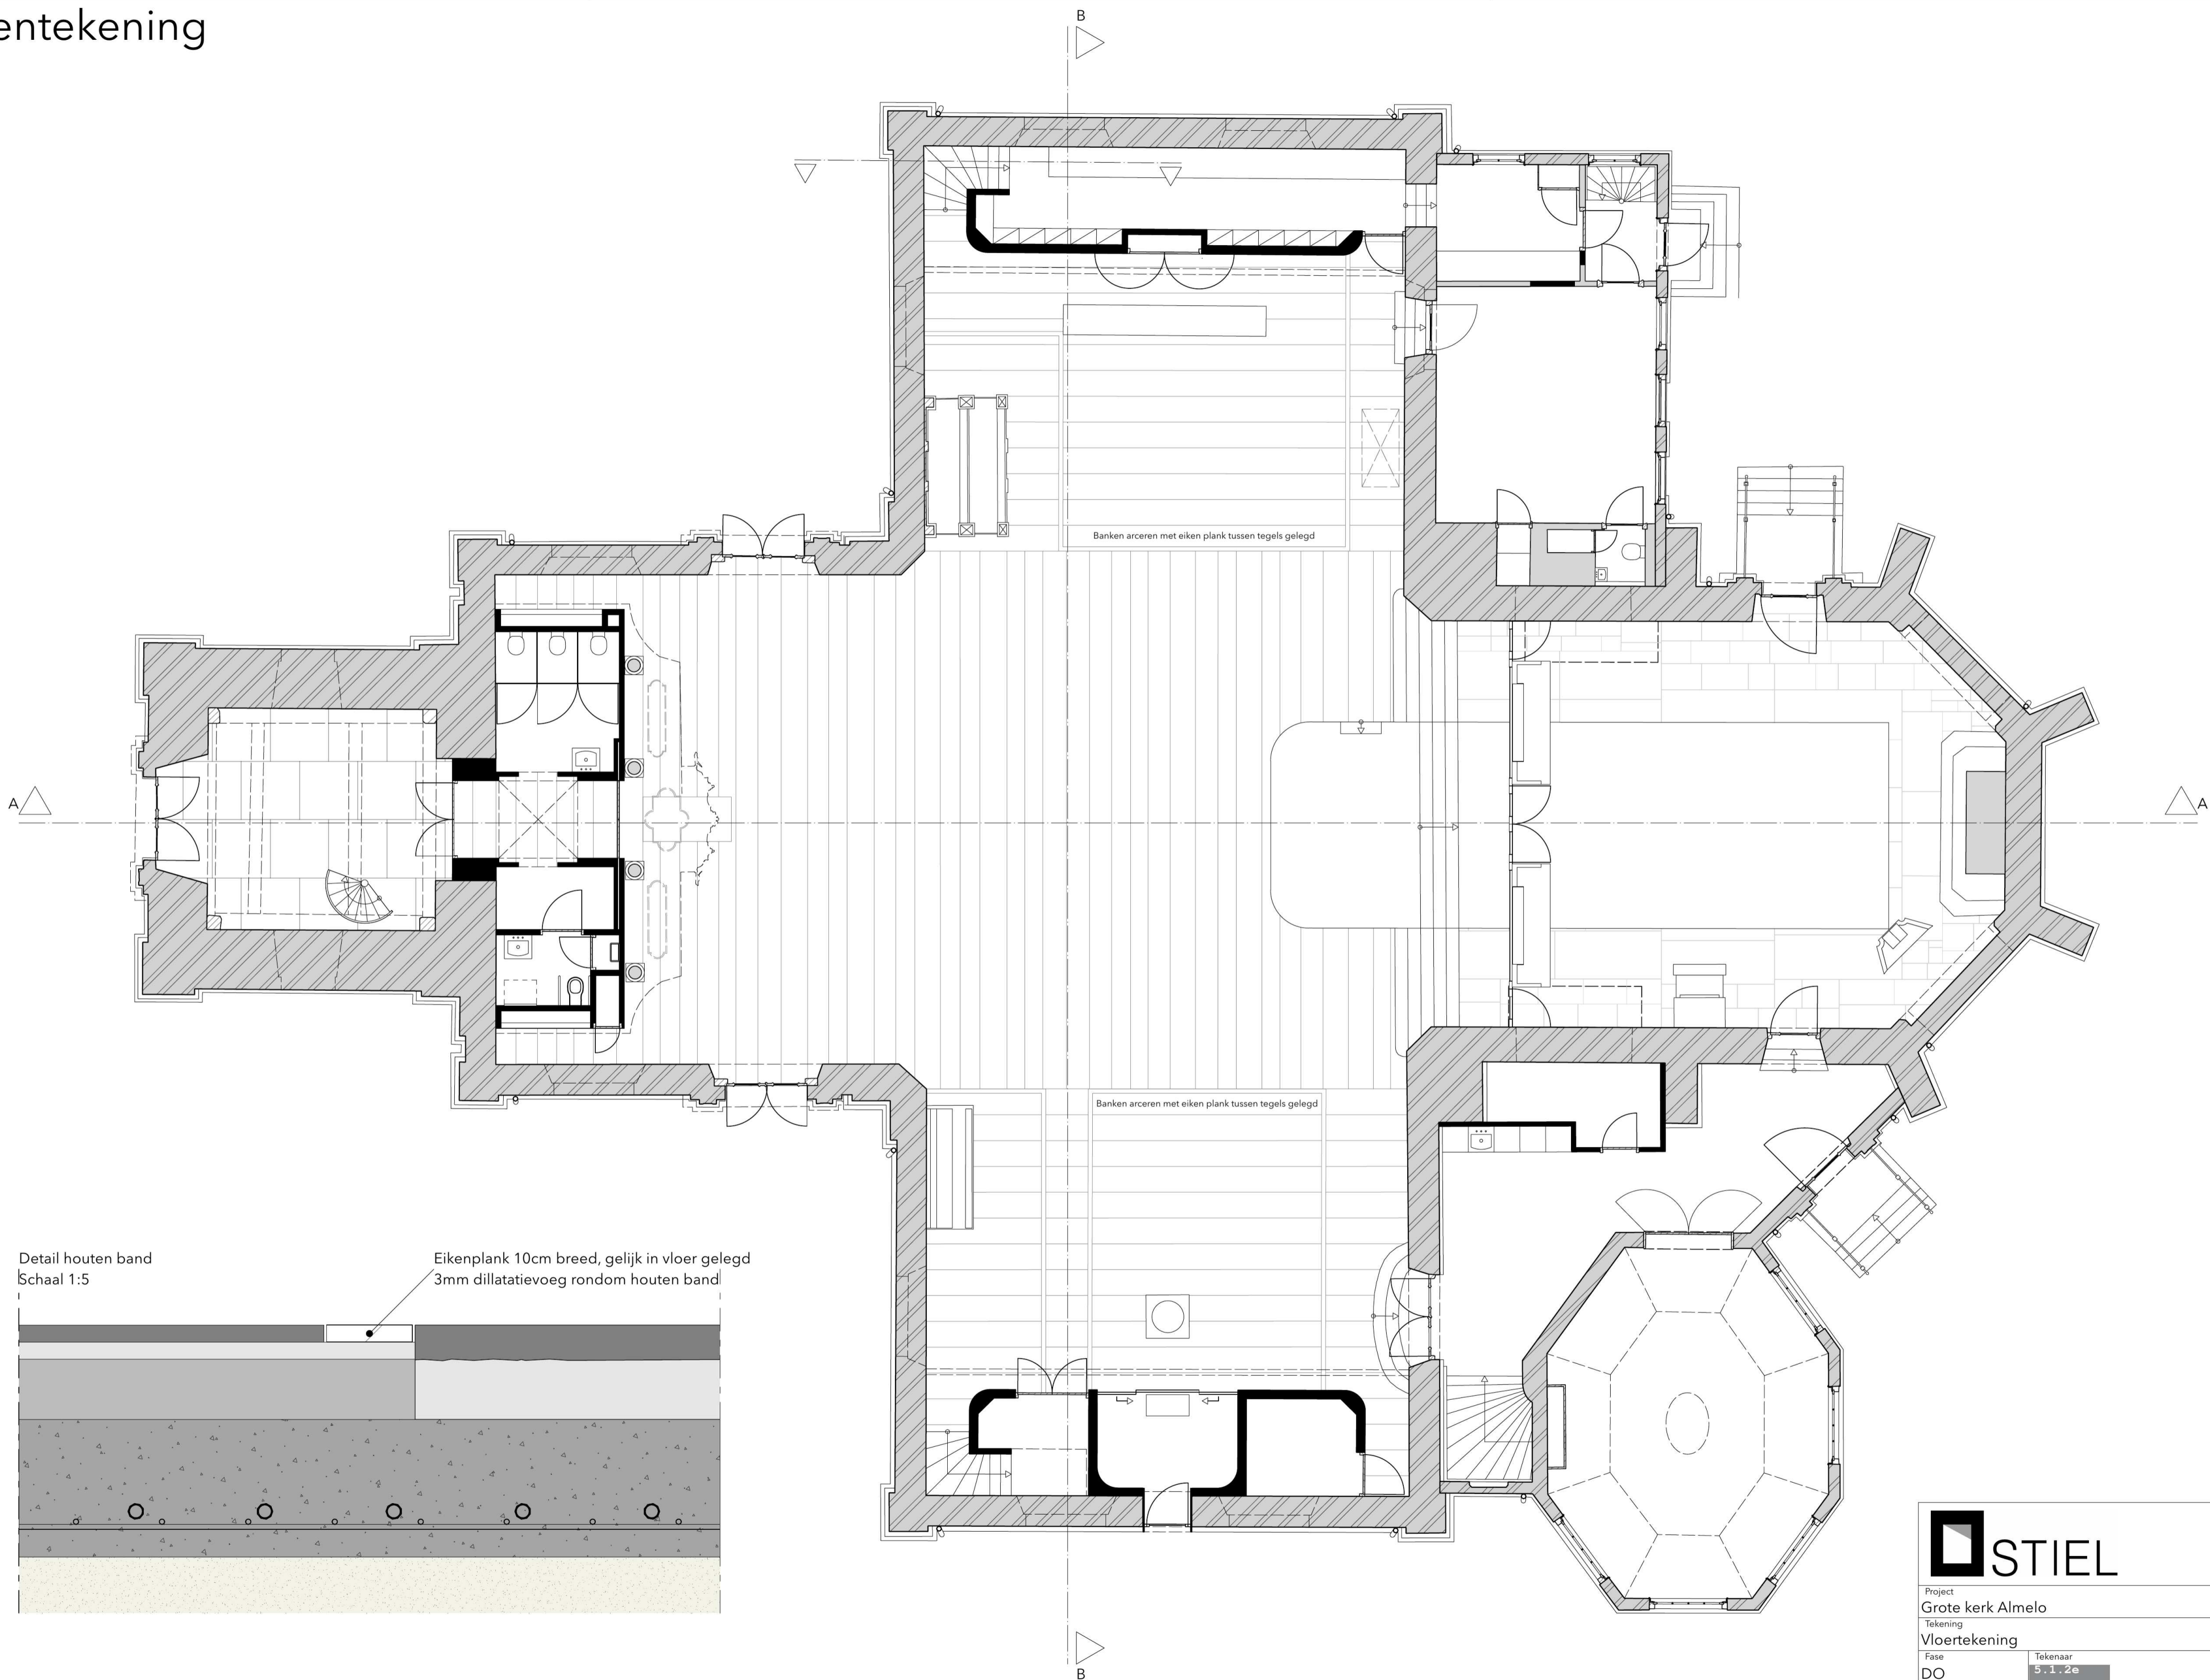 entekening
B
Banken arceren met eiken plank tussen tegels gelegd
A
A
Banken arceren met eiken plank tussen tegels gelegd
Detail houten band
Schaal 1:5
Eikenplank 10cm breed, gelijk in vloer gelegd
3mm dillatatievoeg rondom houten band
B
STIEL
Project
Grote kerk Almelo
Tekening
Vloertekening
Fase
Tekenaar
DO
5.1.2e